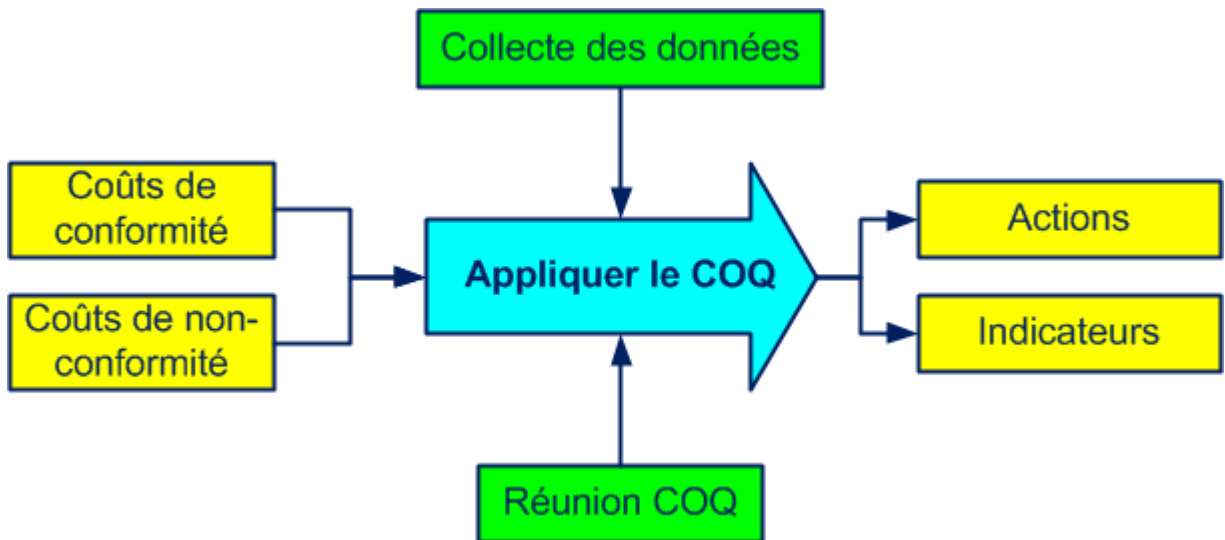 Collecte des données
Coûts de
conformité
Coûts de non-
conformité
Appliquer le COQ
Actions
Indicateurs
Réunion COQ